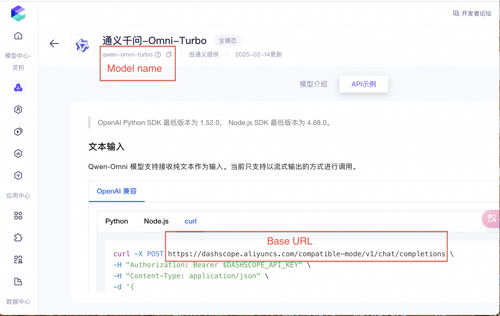 开发者论坛
模型中心-
灵积
应用中心
数据中心
通义千问-Omni-Turbo 全模态
qwen-omni-turbo 由通义提供 2025-02-14更新
Model name
模型介绍 API示例
OpenAI Python SDK 最低版本为 1.52.0, Node.js SDK 最低版本为 4.68.0。
文本输入
Qwen-Omni 模型支持接收纯文本作为输入。当前只支持以流式输出的方式进行调用。
OpenAI 兼容
Python Node.js curl
Base URL
curl -X POST https://dashscope.aliyuncs.com/compatible-mode/v1/chat/completions \
-H "Authorization: Bearer $DASHSCOPE_API_KEY" \
-H "Content-Type: application/json" \
-d '{